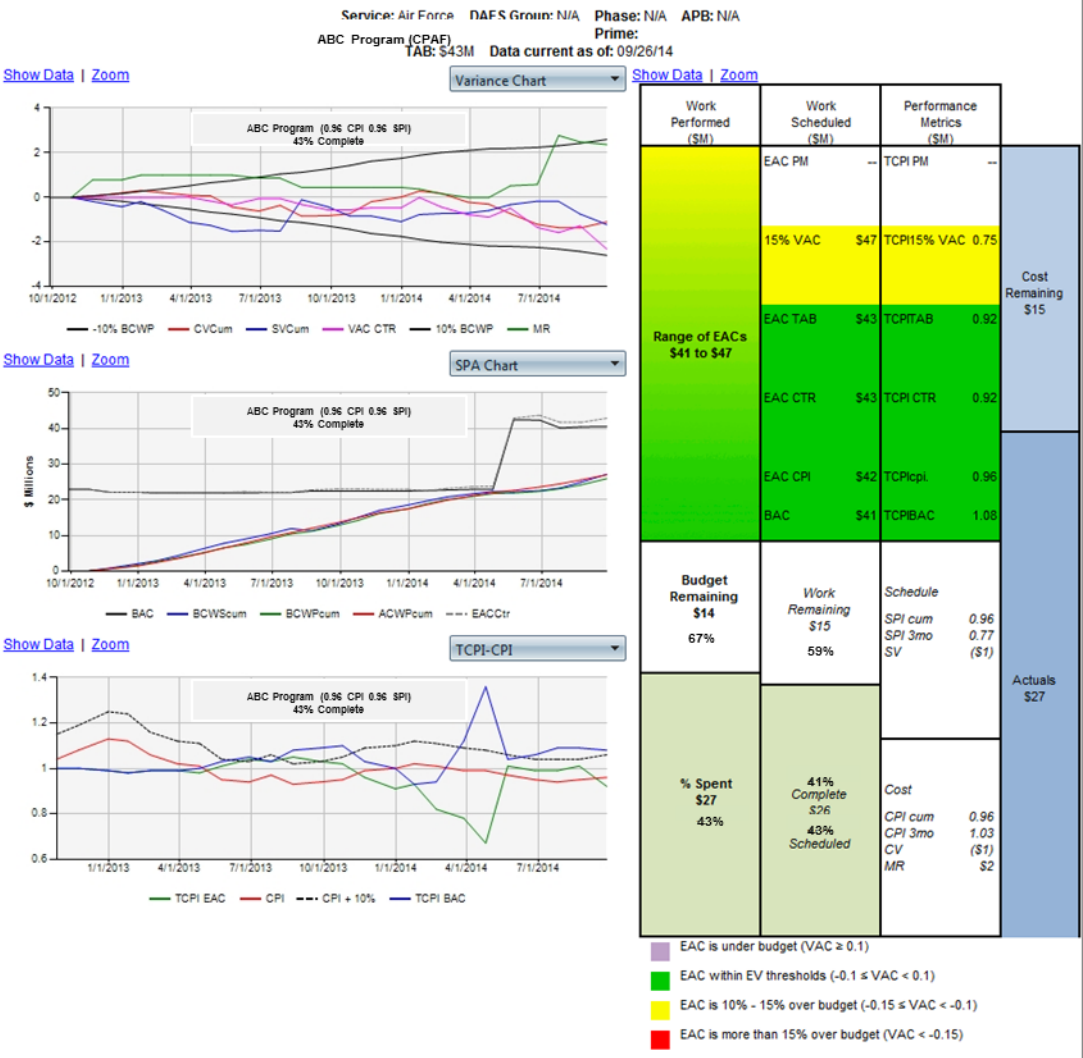 Service: Air Force DAES Group: N/A Phase: N/A APB: N/A
ABC Program (CPAF) Prime:
TAB: $43M Data current as of: 09/26/14
Show Data | Zoom
Variance Chart
ABC Program (0.96 CPI 0.96 SPI)
43% Complete
4
2
0
-2
-4
10/1/2012 1/1/2013 4/1/2013 7/1/2013 10/1/2013 1/1/2014 4/1/2014 7/1/2014
-10% BCWP CVCum SVCum VAC CTR 10% BCWP MR
Show Data | Zoom
SPA Chart
ABC Program (0.96 CPI 0.96 SPI)
43% Complete
$ Millions
50
40
30
20
10
0
10/1/2012 1/1/2013 4/1/2013 7/1/2013 10/1/2013 1/1/2014 4/1/2014 7/1/2014
BAC BCWScum BCWPcum ACWPcum EACCtr
Show Data | Zoom
TCPI-CPI
ABC Program (0.96 CPI 0.96 SPI)
43% Complete
1.4
1.2
1
0.8
0.6
1/1/2013 4/1/2013 7/1/2013 10/1/2013 1/1/2014 4/1/2014 7/1/2014
TCPI EAC CPI CPI + 10% TCPI BAC
Show Data | Zoom
Work
Performed
($M)
Work
Scheduled
($M)
Performance
Metrics
($M)
EAC PM -- TCPI PM --
15% VAC $47 TCPI15% VAC 0.75
EAC TAB $43 TCPITAB 0.92
EAC CTR $43 TCPI CTR 0.92
EAC CPI $42 TCPIcpi. 0.96
BAC $41 TCPIBAC 1.08
Range of EACs
$41 to $47
Cost
Remaining
$15
Budget
Remaining
$14
67%
Work
Remaining
$15
59%
Schedule
SPI cum 0.96
SPI 3mo 0.77
SV ($1)
Actuals
$27
% Spent
$27
43%
41%
Complete
$26
43%
Scheduled
Cost
CPI cum 0.96
CPI 3mo 1.03
CV ($1)
MR $2
EAC is under budget (VAC ≥ 0.1)
EAC within EV thresholds (-0.1 ≤ VAC < 0.1)
EAC is 10% - 15% over budget (-0.15 ≤ VAC < -0.1)
EAC is more than 15% over budget (VAC < -0.15)